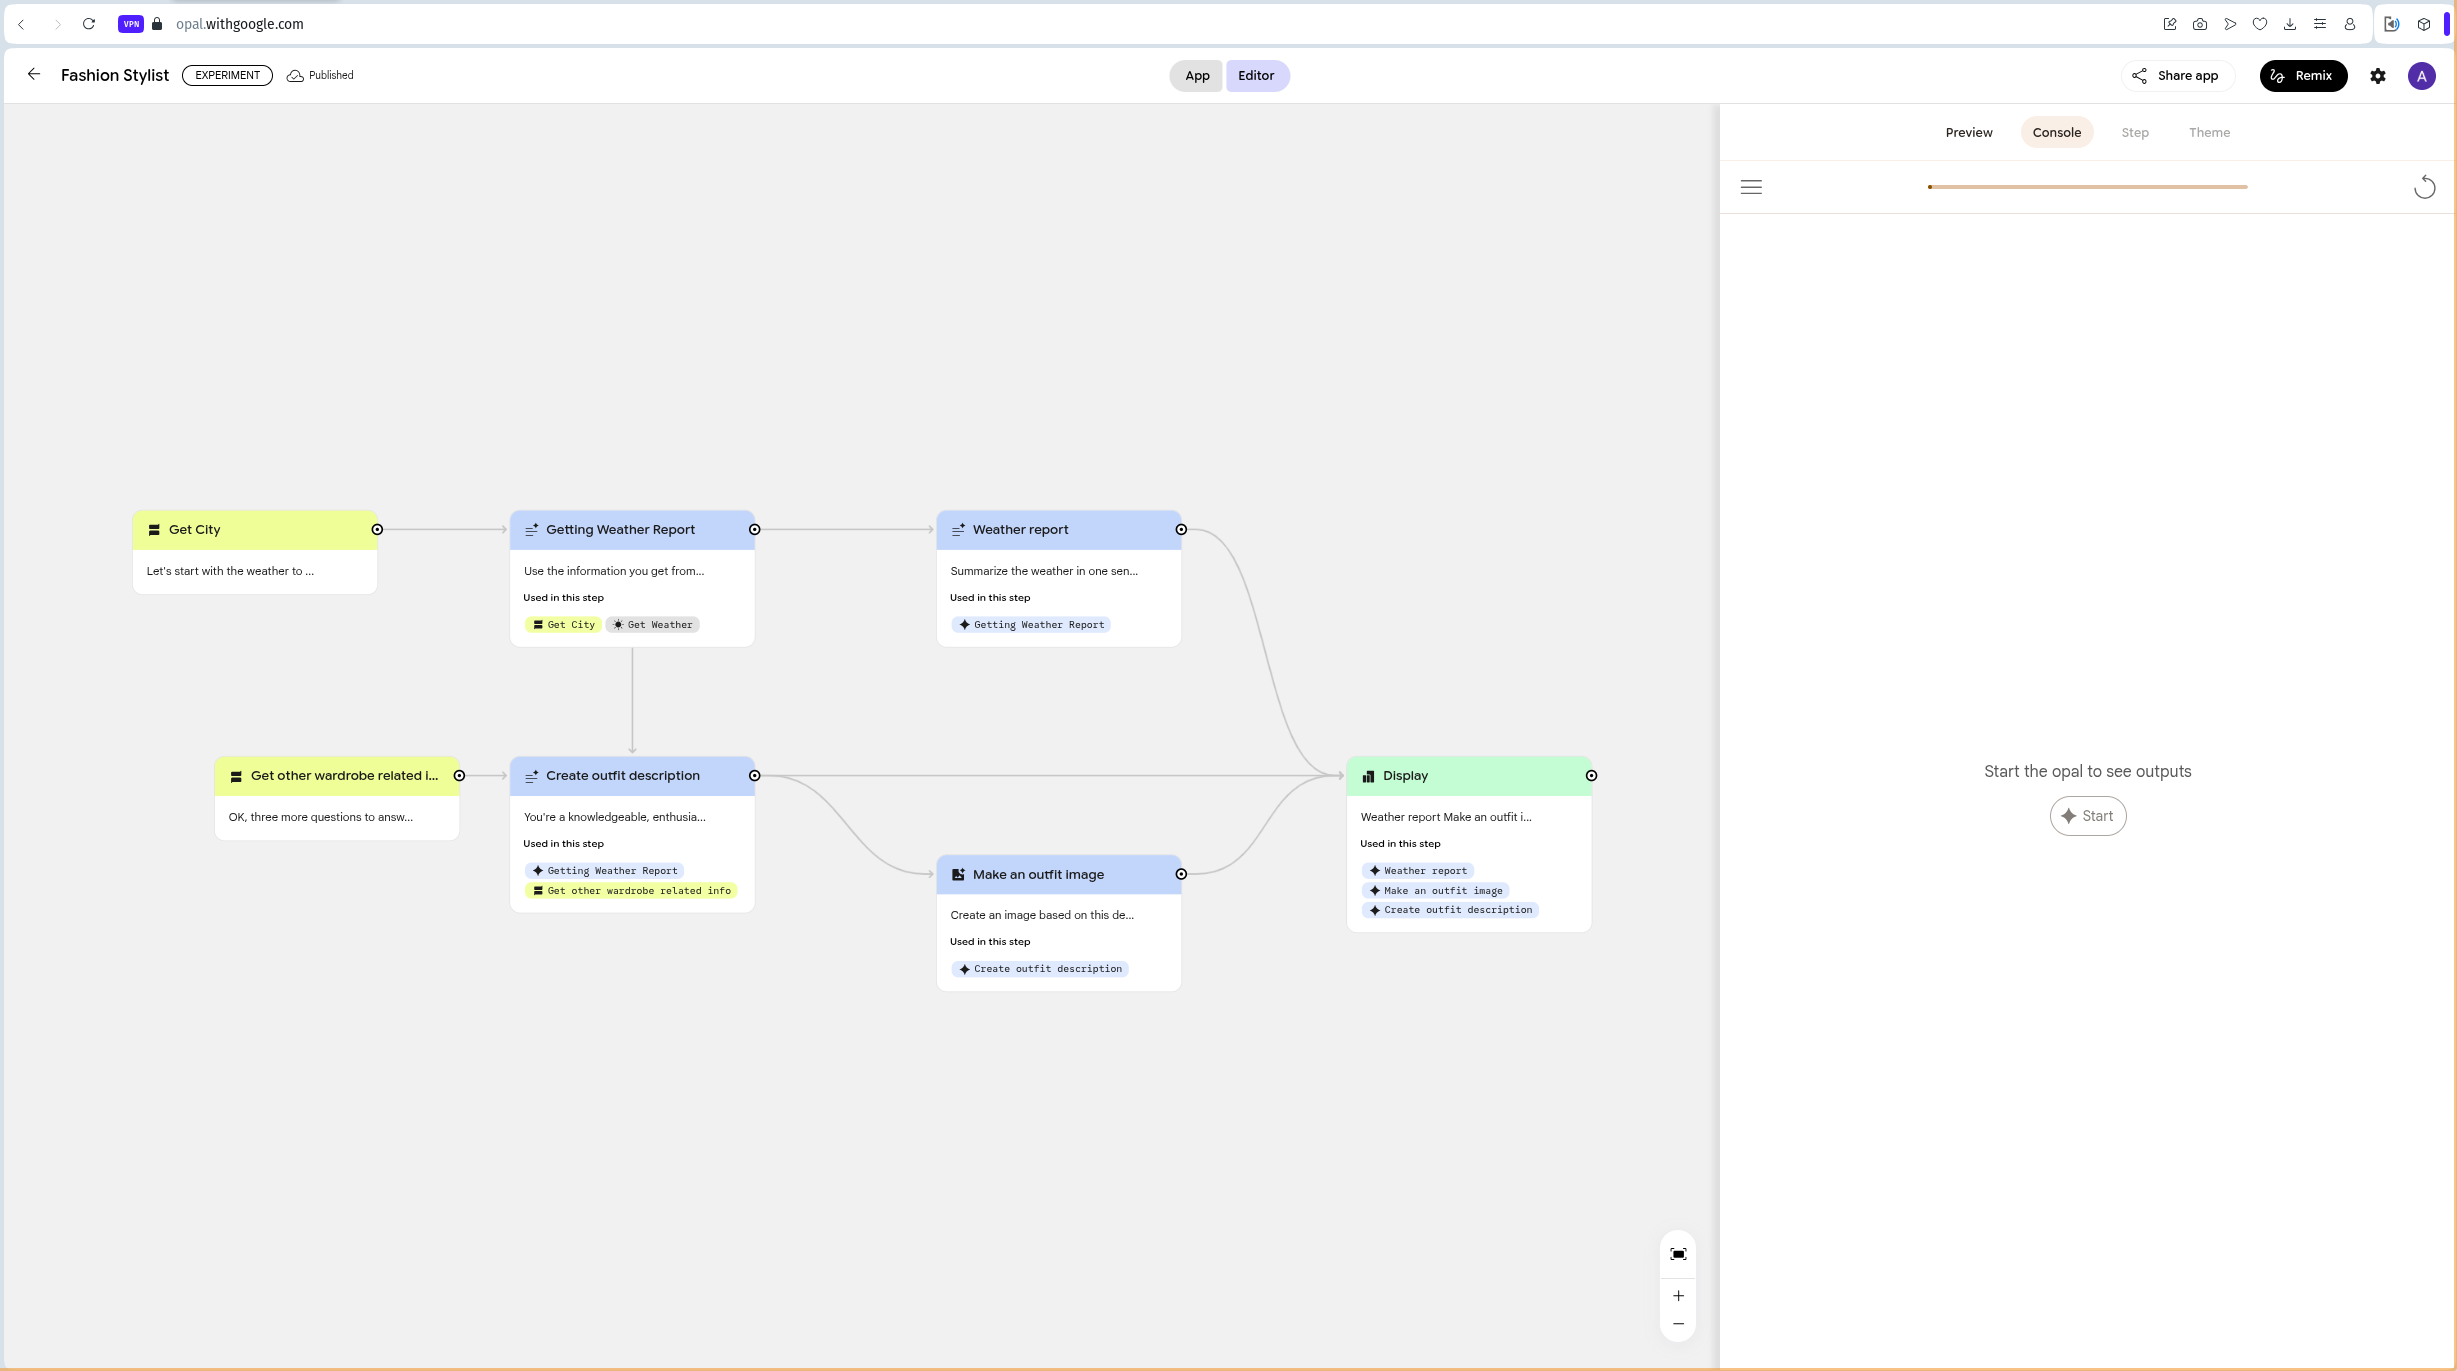 VPN
opal.withgoogle.com
Fashion Stylist
EXPERIMENT
Published
App
Editor
Share app
Remix
A
Preview
Console
Step
Theme
Get City
Let's start with the weather to ...
Getting Weather Report
Use the information you get from...
Used in this step
Get City
Get Weather
Weather report
Summarize the weather in one sen...
Used in this step
Getting Weather Report
Get other wardrobe related i...
OK, three more questions to answ...
Create outfit description
You're a knowledgeable, enthusia...
Used in this step
Getting Weather Report
Get other wardrobe related info
Make an outfit image
Create an image based on this de...
Used in this step
Create outfit description
Display
Weather report Make an outfit i...
Used in this step
Weather report
Make an outfit image
Create outfit description
Start the opal to see outputs
Start